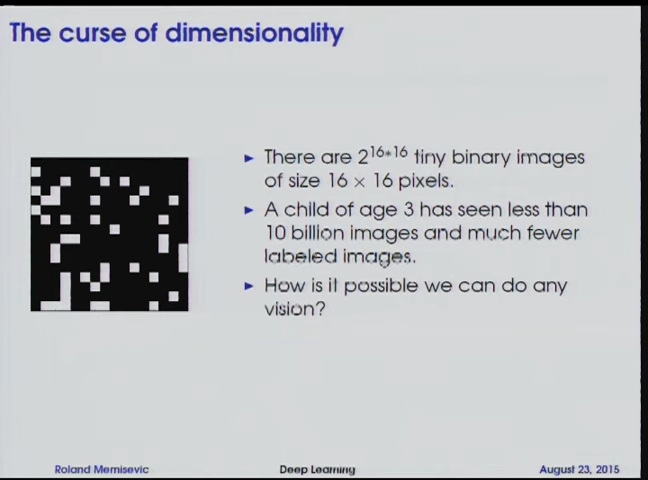 The curse of dimensionality
▶ There are 2^16*16 tiny binary images
of size 16 × 16 pixels.
▶ A child of age 3 has seen less than
10 billion images and much fewer
labeled images.
▶ How is it possible we can do any
vision?
Roland Memisevic Deep Learning August 23, 2015